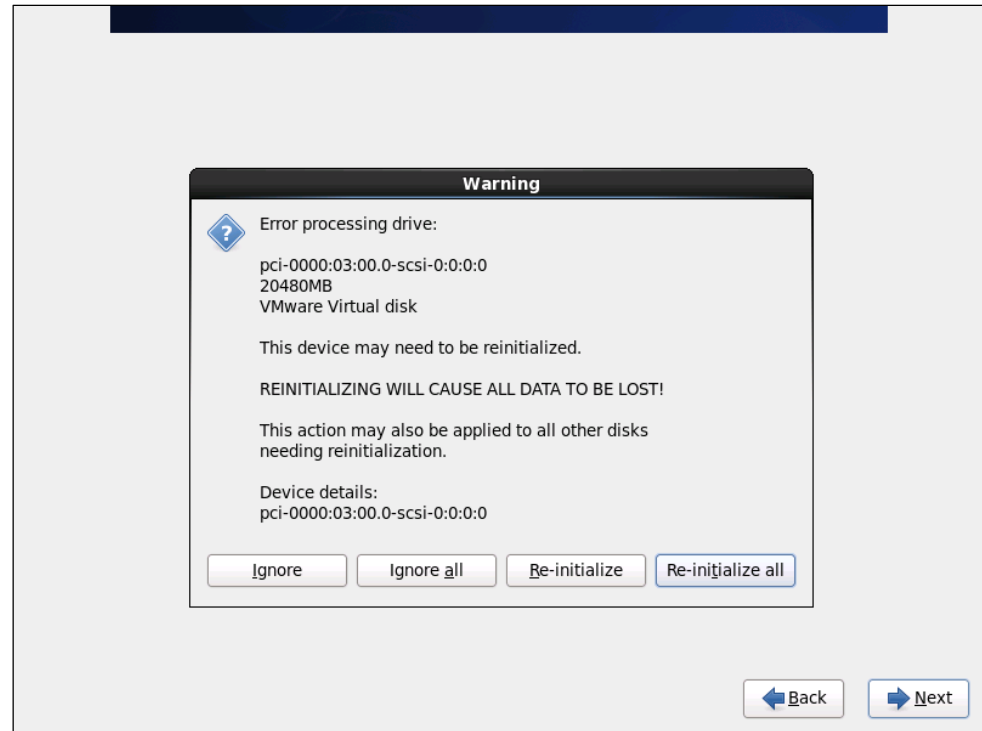 Warning
Error processing drive:
pci-0000:03:00.0-scsi-0:0:0:0
20480MB
VMware Virtual disk
This device may need to be reinitialized.
REINITIALIZING WILL CAUSE ALL DATA TO BE LOST!
This action may also be applied to all other disks
needing reinitialization.
Device details:
pci-0000:03:00.0-scsi-0:0:0:0
Ignore Ignore all Re-initialize Re-initialize all
Back Next